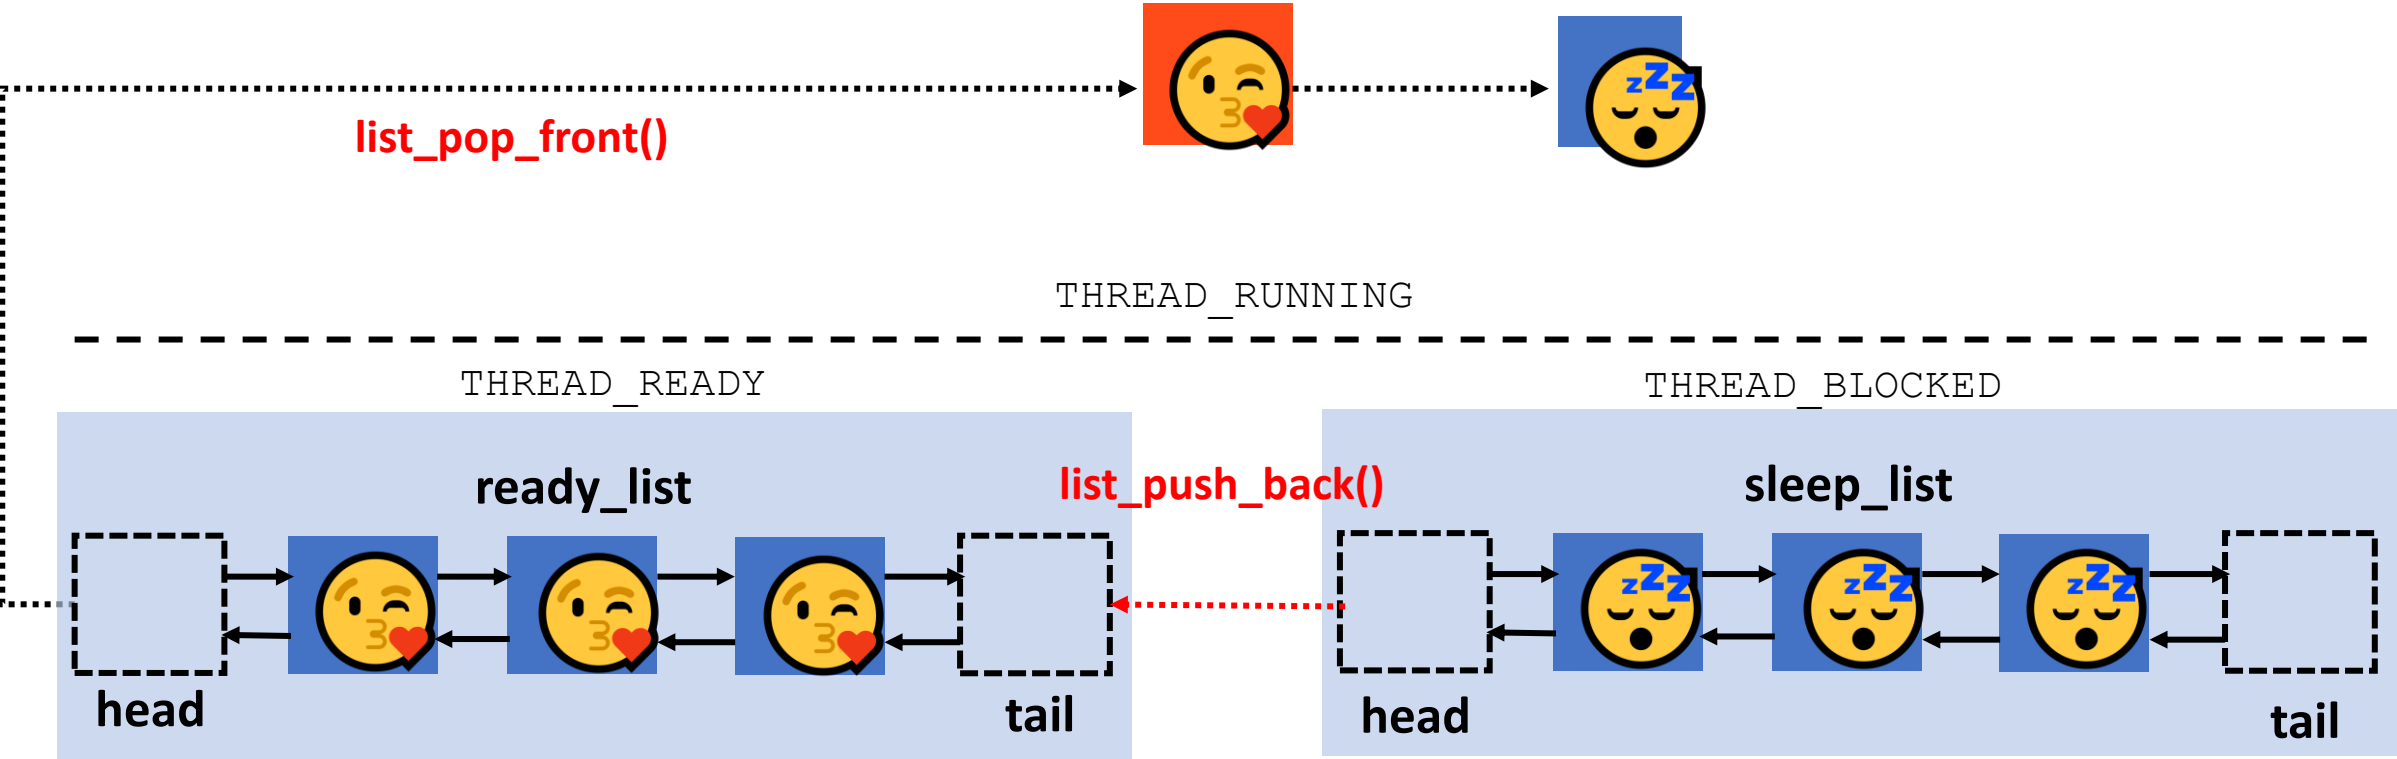 list_pop_front()
THREAD_RUNNING
THREAD_READY
THREAD_BLOCKED
ready_list
list_push_back()
sleep_list
head
tail
head
tail